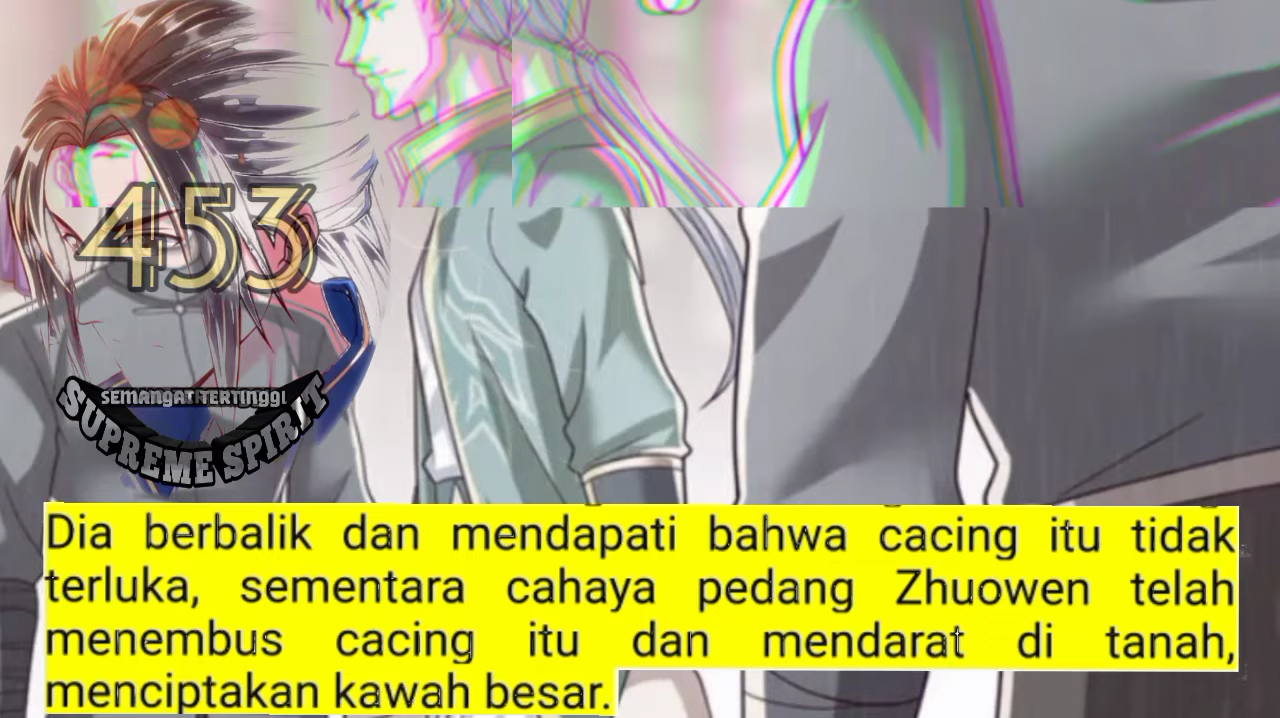 453
SEMANGAT TERTINGGI
SUPREME SPIRIT
Dia berbalik dan mendapati bahwa cacing itu tidak
terluka, sementara cahaya pedang Zhuowen telah
menembus cacing itu dan mendarat di tanah,
menciptakan kawah besar.